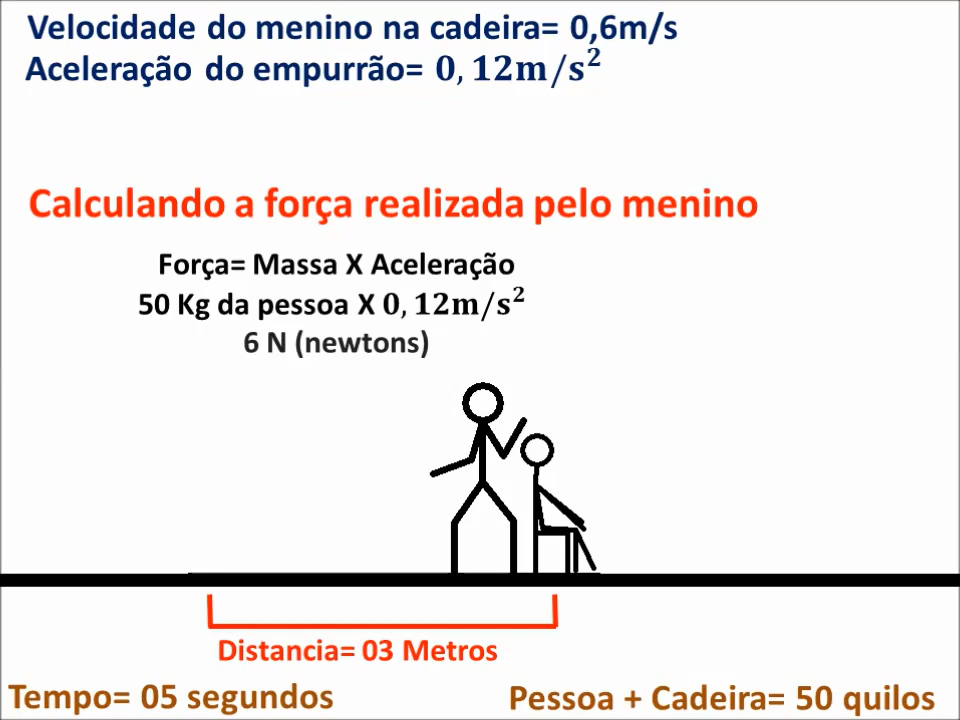 Velocidade do menino na cadeira= 0,6m/s
Aceleração do empurrão= 0, 12m/s²
Calculando a força realizada pelo menino
Força= Massa X Aceleração
50 Kg da pessoa X 0, 12m/s²
6 N (newtons)
Distancia= 03 Metros
Tempo= 05 segundos
Pessoa + Cadeira= 50 quilos